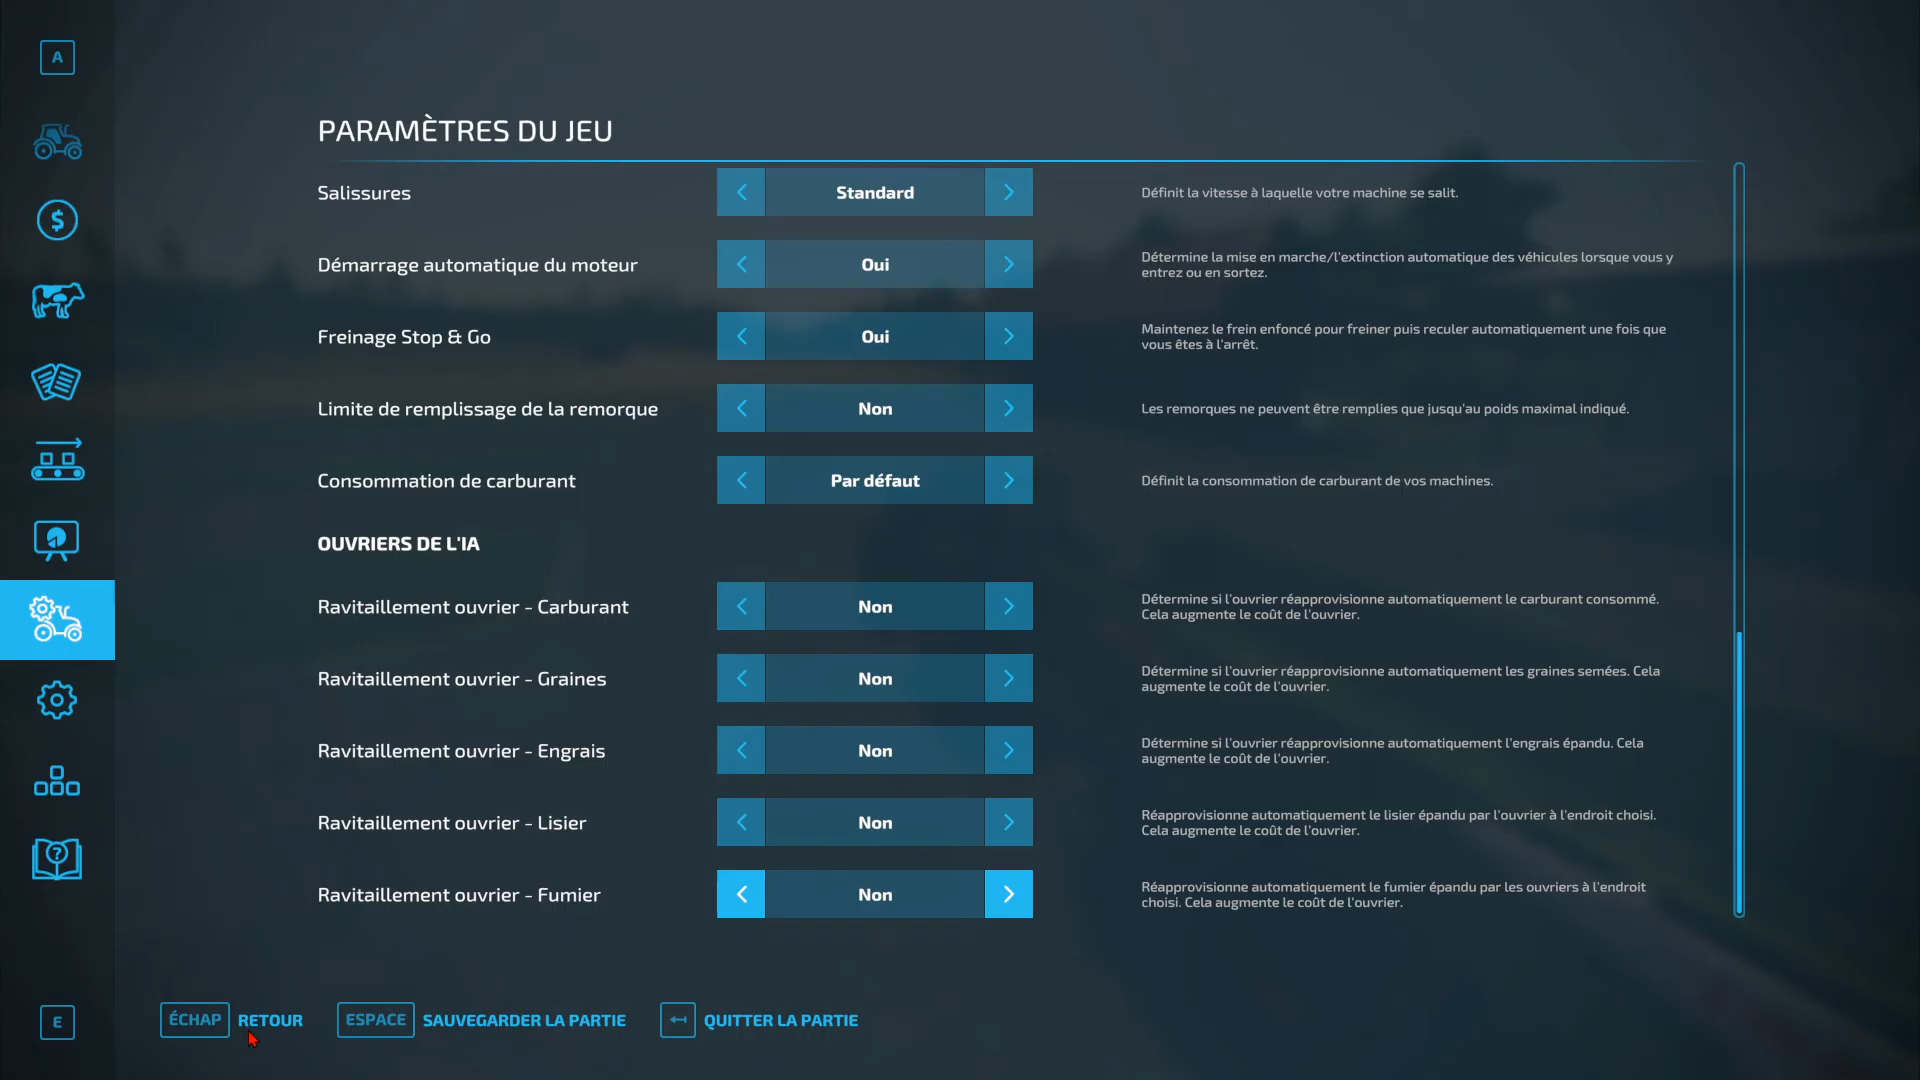 A
PARAMÈTRES DU JEU
Salissures
Standard
Définit la vitesse à laquelle votre machine se salit.
Démarrage automatique du moteur
Oui
Détermine la mise en marche/l'extinction automatique des véhicules lorsque vous y
entrez ou en sortez.
Freinage Stop & Go
Oui
Maintenez le frein enfoncé pour freiner puis reculer automatiquement une fois que
vous êtes à l'arrêt.
Limite de remplissage de la remorque
Non
Les remorques ne peuvent être remplies que jusqu'au poids maximal indiqué.
Consommation de carburant
Par défaut
Définit la consommation de carburant de vos machines.
OUVRIERS DE L'IA
Ravitaillement ouvrier - Carburant
Non
Détermine si l'ouvrier réapprovisionne automatiquement le carburant consommé.
Cela augmente le coût de l'ouvrier.
Ravitaillement ouvrier - Graines
Non
Détermine si l'ouvrier réapprovisionne automatiquement les graines semées. Cela
augmente le coût de l'ouvrier.
Ravitaillement ouvrier - Engrais
Non
Détermine si l'ouvrier réapprovisionne automatiquement l'engrais épandu. Cela
augmente le coût de l'ouvrier.
Ravitaillement ouvrier - Lisier
Non
Réapprovisionne automatiquement le lisier épandu par l'ouvrier à l'endroit choisi.
Cela augmente le coût de l'ouvrier.
Ravitaillement ouvrier - Fumier
Non
Réapprovisionne automatiquement le fumier épandu par les ouvriers à l'endroit
choisi. Cela augmente le coût de l'ouvrier.
E
ÉCHAP RETOUR ESPACE SAUVEGARDER LA PARTIE QUITTER LA PARTIE